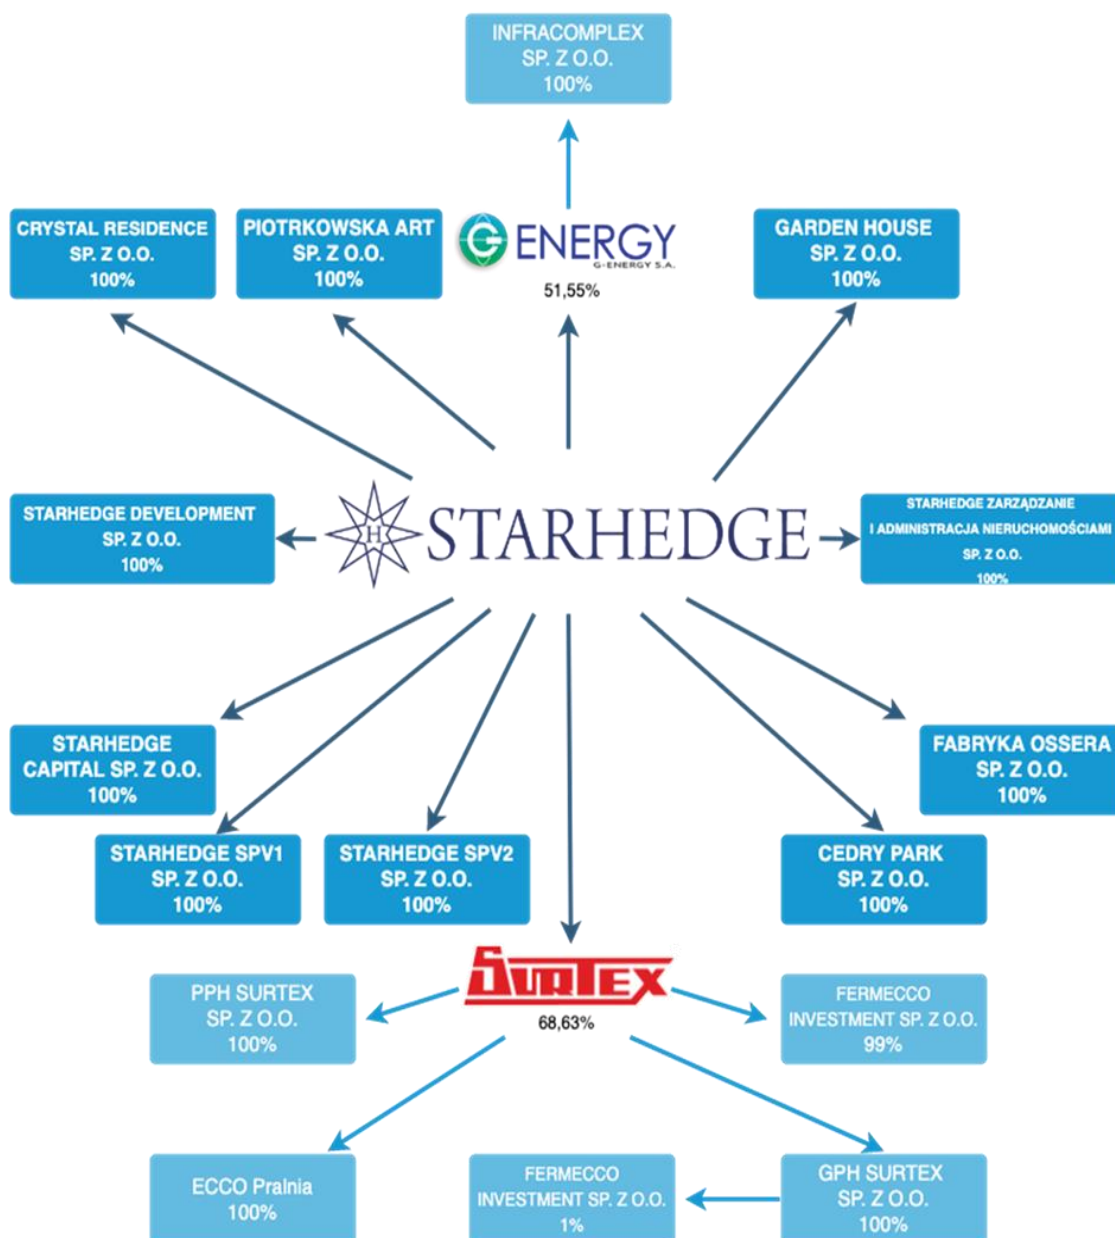 INFRACOMPLEX
SP. Z O.O.
100%
CRYSTAL RESIDENCE
SP. Z O.O.
100%
PIOTRKOWSKA ART
SP. Z O.O.
100%
G ENERGY
G-ENERGY S.A.
51,55%
GARDEN HOUSE
SP. Z O.O.
100%
STARHEDGE DEVELOPMENT
SP. Z O.O.
100%
H STARHEDGE
STARHEDGE ZARZĄDZANIE
I ADMINISTRACJA NIERUCHOMOŚCIAMI
SP. Z O.O.
100%
STARHEDGE
CAPITAL SP. Z O.O.
100%
FABRYKA OSSERA
SP. Z O.O.
100%
STARHEDGE SPV1
SP. Z O.O.
100%
STARHEDGE SPV2
SP. Z O.O.
100%
CEDRY PARK
SP. Z O.O.
100%
SURTEX
68,63%
PPH SURTEX
SP. Z O.O.
100%
FERMECCO
INVESTMENT SP. Z O.O.
99%
ECCO Pralnia
100%
FERMECCO
INVESTMENT SP. Z O.O.
1%
GPH SURTEX
SP. Z O.O.
100%